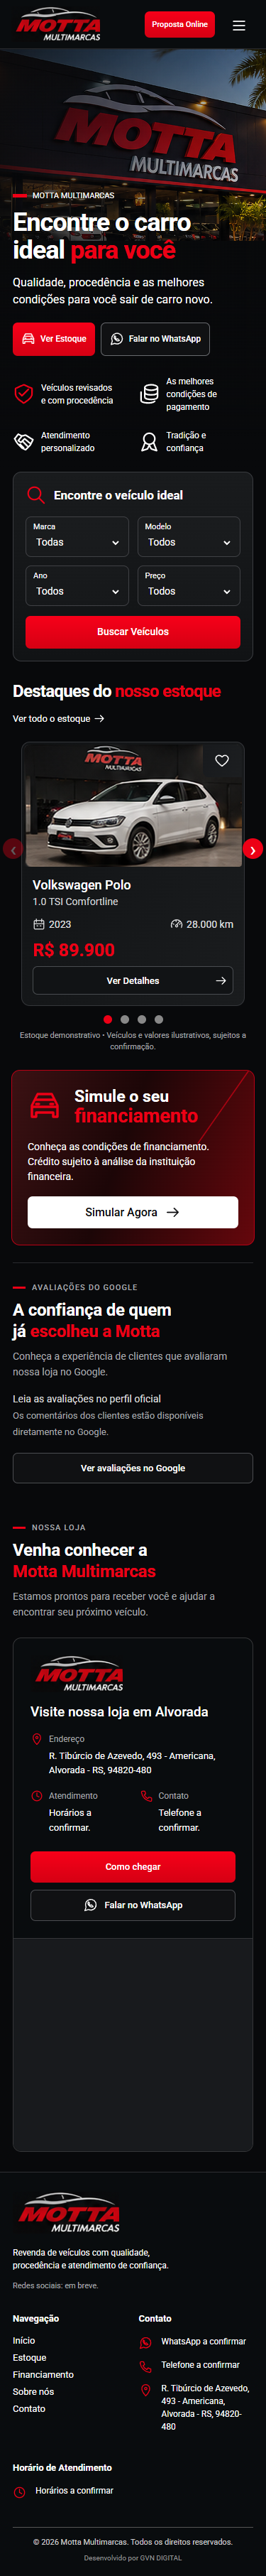 MOTTA
MULTIMARCAS
Proposta Online
MOTTA
MULTIMARCAS
MOTTA MULTIMARCAS
Encontre o carro
ideal para você
Qualidade, procedência e as melhores
condições para você sair de carro novo.
Ver Estoque
Falar no WhatsApp
Veículos revisados
e com procedência
As melhores
condições de
pagamento
Atendimento
personalizado
Tradição e
confiança
Encontre o veículo ideal
Marca
Todas
Modelo
Todos
Ano
Todos
Preço
Todos
Buscar Veículos
Destaques do nosso estoque
Ver todo o estoque →
MOTTA
MULTIMARCAS
Volkswagen Polo
1.0 TSI Comfortline
2023
28.000 km
R$ 89.900
Ver Detalhes →
Estoque demonstrativo • Veículos e valores ilustrativos, sujeitos a
confirmação.
Simule o seu
financiamento
Conheça as condições de financiamento.
Crédito sujeito à análise da instituição
financeira.
Simular Agora →
AVALIAÇÕES DO GOOGLE
A confiança de quem
já escolheu a Motta
Conheça a experiência de clientes que avaliaram
nossa loja no Google.
Leia as avaliações no perfil oficial
Os comentários dos clientes estão disponíveis
diretamente no Google.
Ver avaliações no Google
NOSSA LOJA
Venha conhecer a
Motta Multimarcas
Estamos prontos para receber você e ajudar a
encontrar seu próximo veículo.
MOTTA
MULTIMARCAS
Visite nossa loja em Alvorada
Endereço
R. Tibúrcio de Azevedo, 493 - Americana,
Alvorada - RS, 94820-480
Atendimento
Horários a
confirmar.
Contato
Telefone a
confirmar.
Como chegar
Falar no WhatsApp
MOTTA
MULTIMARCAS
Revenda de veículos com qualidade,
procedência e atendimento de confiança.
Redes sociais: em breve.
Navegação
Início
Estoque
Financiamento
Sobre nós
Contato
Contato
WhatsApp a confirmar
Telefone a confirmar
R. Tibúrcio de Azevedo,
493 - Americana,
Alvorada - RS, 94820-
480
Horário de Atendimento
Horários a confirmar
© 2026 Motta Multimarcas. Todos os direitos reservados.
Desenvolvido por GVN DIGITAL